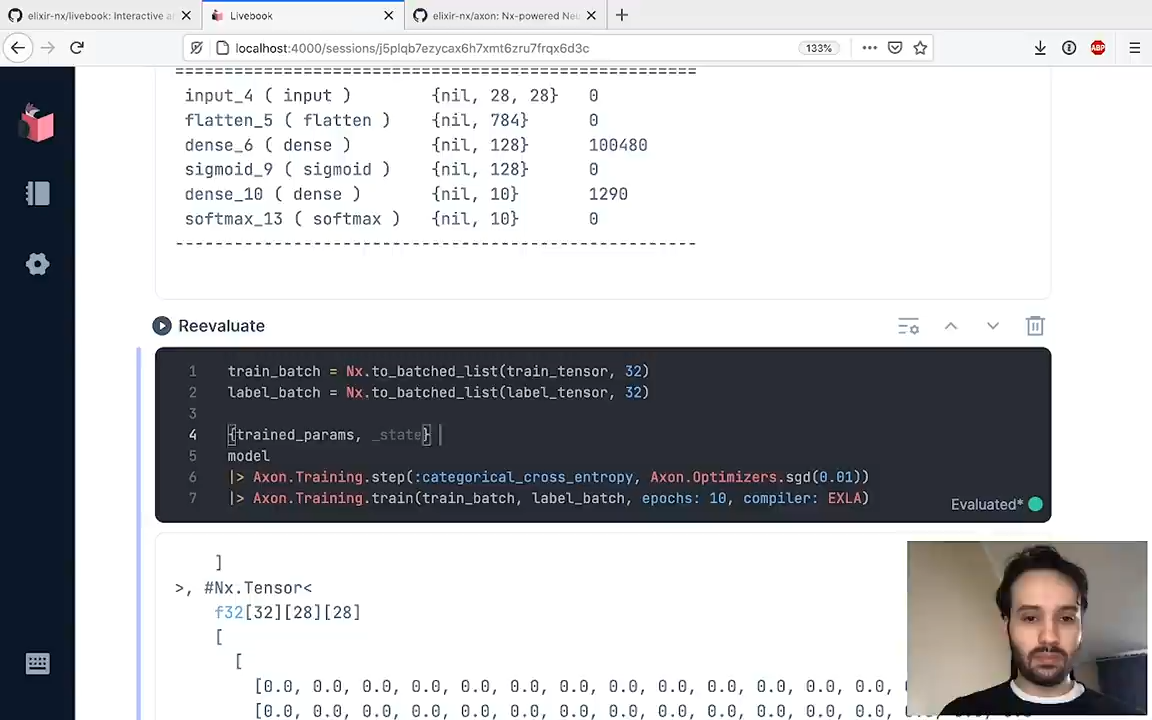 elixir-nx/livebook: Interactive a
Livebook
elixir-nx/axon: Nx-powered Neu
localhost:4000/sessions/j5plqb7ezycax6h7xmt6zru7frqx6d3c
133%
ABP
=====================================================
input_4 ( input ) {nil, 28, 28} 0
flatten_5 ( flatten ) {nil, 784} 0
dense_6 ( dense ) {nil, 128} 100480
sigmoid_9 ( sigmoid ) {nil, 128} 0
dense_10 ( dense ) {nil, 10} 1290
softmax_13 ( softmax ) {nil, 10} 0
-----------------------------------------------------
Reevaluate
1 train_batch = Nx.to_batched_list(train_tensor, 32)
2 label_batch = Nx.to_batched_list(label_tensor, 32)
3
4 {trained_params, _state}
5 model
6 |> Axon.Training.step(:categorical_cross_entropy, Axon.Optimizers.sgd(0.01))
7 |> Axon.Training.train(train_batch, label_batch, epochs: 10, compiler: EXLA)
Evaluated*
]
>, #Nx.Tensor<
f32[32][28][28]
[
[
[0.0, 0.0, 0.0, 0.0, 0.0, 0.0, 0.0, 0.0, 0.0, 0.0, 0.0, 0.0, 0.0,
[0.0, 0.0, 0.0, 0.0, 0.0, 0.0, 0.0, 0.0, 0.0, 0.0, 0.0, 0.0, 0.0,